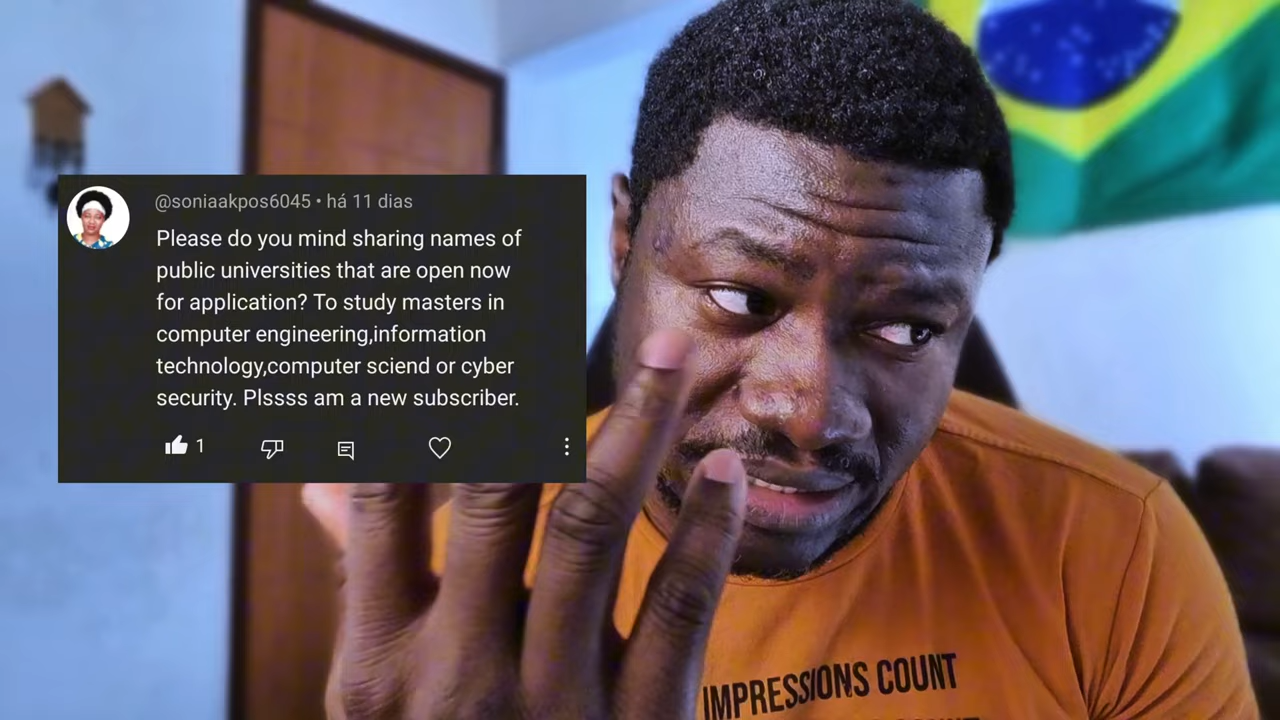 @soniaakpos6045 • há 11 dias
Please do you mind sharing names of
public universities that are open now
for application? To study masters in
computer engineering,information
technology,computer sciend or cyber
security. Plssss am a new subscriber.
1
IMPRESSIONS COUNT